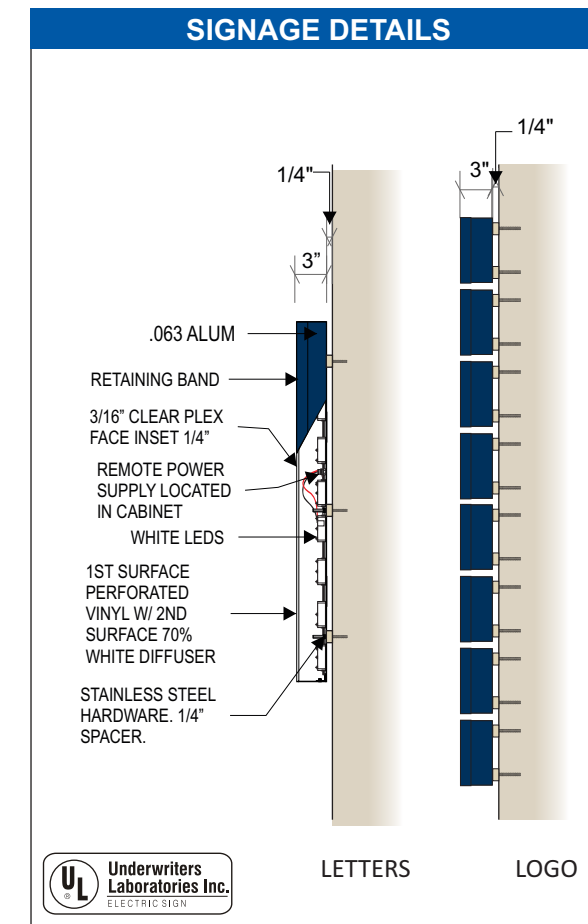 SIGNAGE DETAILS
1/4"
3"
1/4"
3"
.063 ALUM
RETAINING BAND
3/16” CLEAR PLEX
FACE INSET 1/4”
REMOTE POWER
SUPPLY LOCATED
IN CABINET
WHITE LEDS
1ST SURFACE
PERFORATED
VINYL W/ 2ND
SURFACE 70%
WHITE DIFFUSER
STAINLESS STEEL
HARDWARE. 1/4”
SPACER.
UL
®
Underwriters
Laboratories Inc.
ELECTRIC SIGN
LETTERS
LOGO